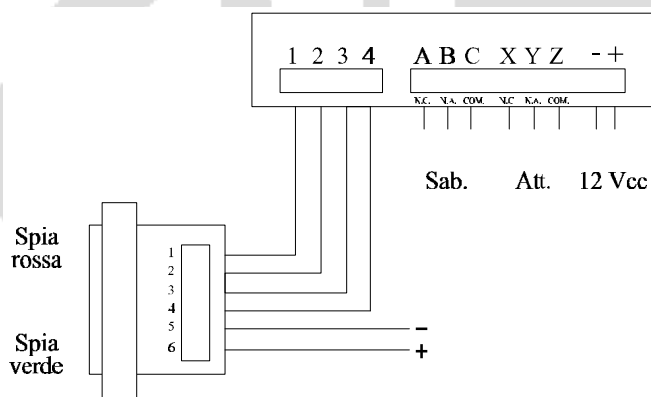 1 2 3 4 A B C X Y Z - +
N.C. N.A. COM. N.C N.A. COM.
Sab. Att. 12 Vcc
Spia
rossa
1
2
3
4
5 -
6 +
Spia
verde